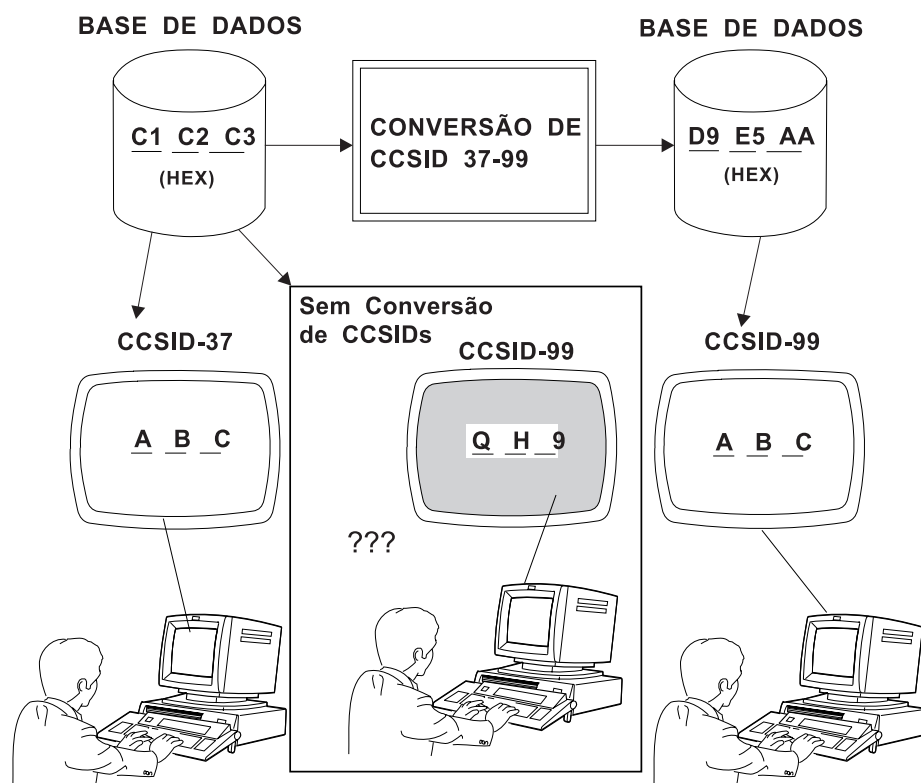 BASE DE DADOS
BASE DE DADOS
C1 C2 C3
(HEX)
CONVERSÃO DE
CCSID 37-99
D9 E5 AA
(HEX)
Sem Conversão
de CCSIDs
CCSID-37
CCSID-99
CCSID-99
A B C
Q H 9
A B C
???